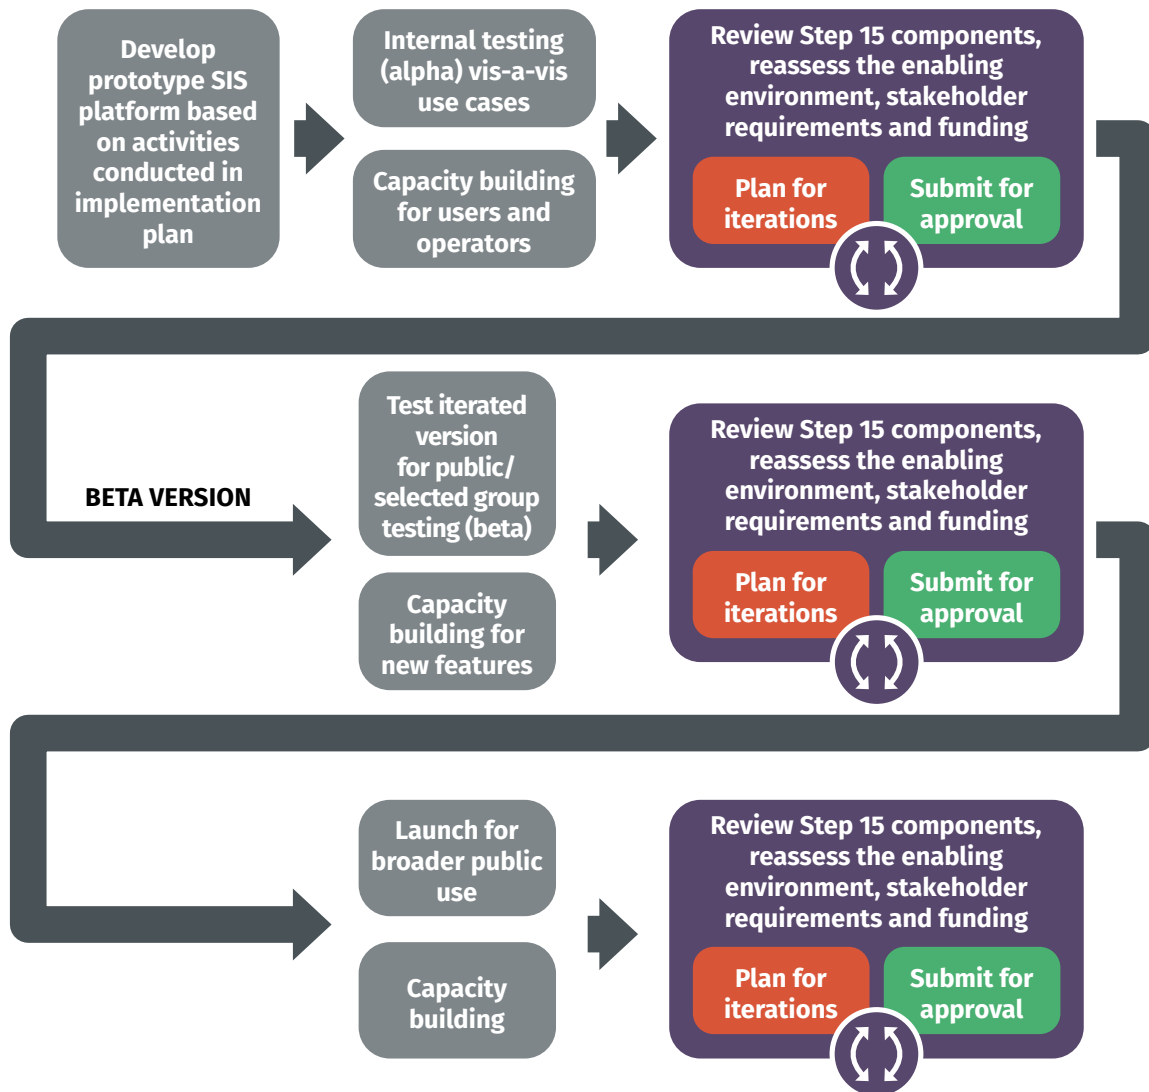 Develop
prototype SIS
platform based
on activities
conducted in
implementation
plan
Internal testing
(alpha) vis-a-vis
use cases
Capacity building
for users and
operators
Review Step 15 components,
reassess the enabling
environment, stakeholder
requirements and funding
Plan for
iterations
Submit for
approval
BETA VERSION
Test iterated
version
for public/
selected group
testing (beta)
Capacity
building for
new features
Review Step 15 components,
reassess the enabling
environment, stakeholder
requirements and funding
Plan for
iterations
Submit for
approval
Launch for
broader public
use
Capacity
building
Review Step 15 components,
reassess the enabling
environment, stakeholder
requirements and funding
Plan for
iterations
Submit for
approval